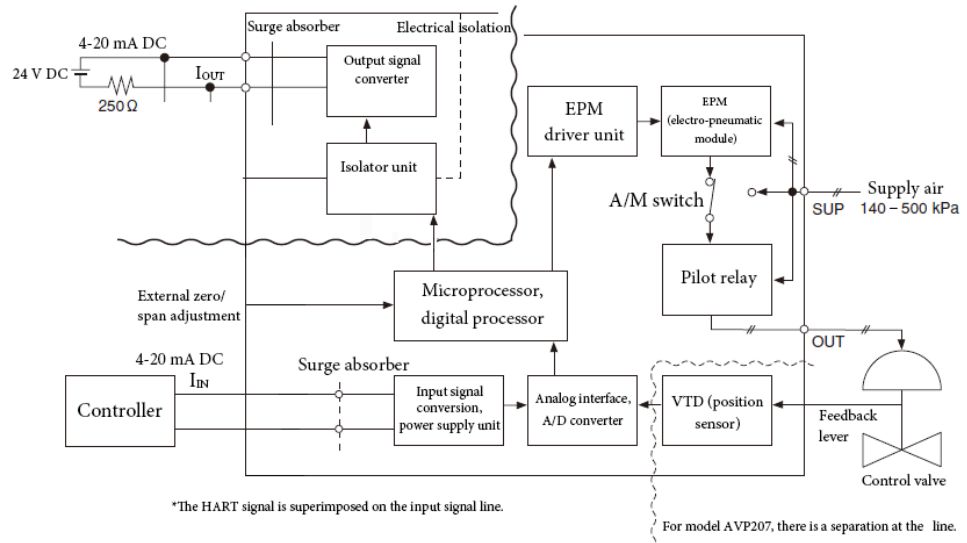 Surge absorber
Electrical isolation
4-20 mA DC
24 V DC
IOUT
250 Ω
Output signal
converter
Isolator unit
EPM
driver unit
EPM
(electro-pneumatic
module)
A/M switch
Supply air
SUP
140 – 500 kPa
Pilot relay
Microprocessor,
digital processor
External zero/
span adjustment
OUT
4-20 mA DC
IIN
Surge absorber
Controller
Input signal
conversion,
power supply unit
Analog interface,
A/D converter
VTD (position
sensor)
Feedback
lever
Control valve
*The HART signal is superimposed on the input signal line.
For model AVP207, there is a separation at the line.